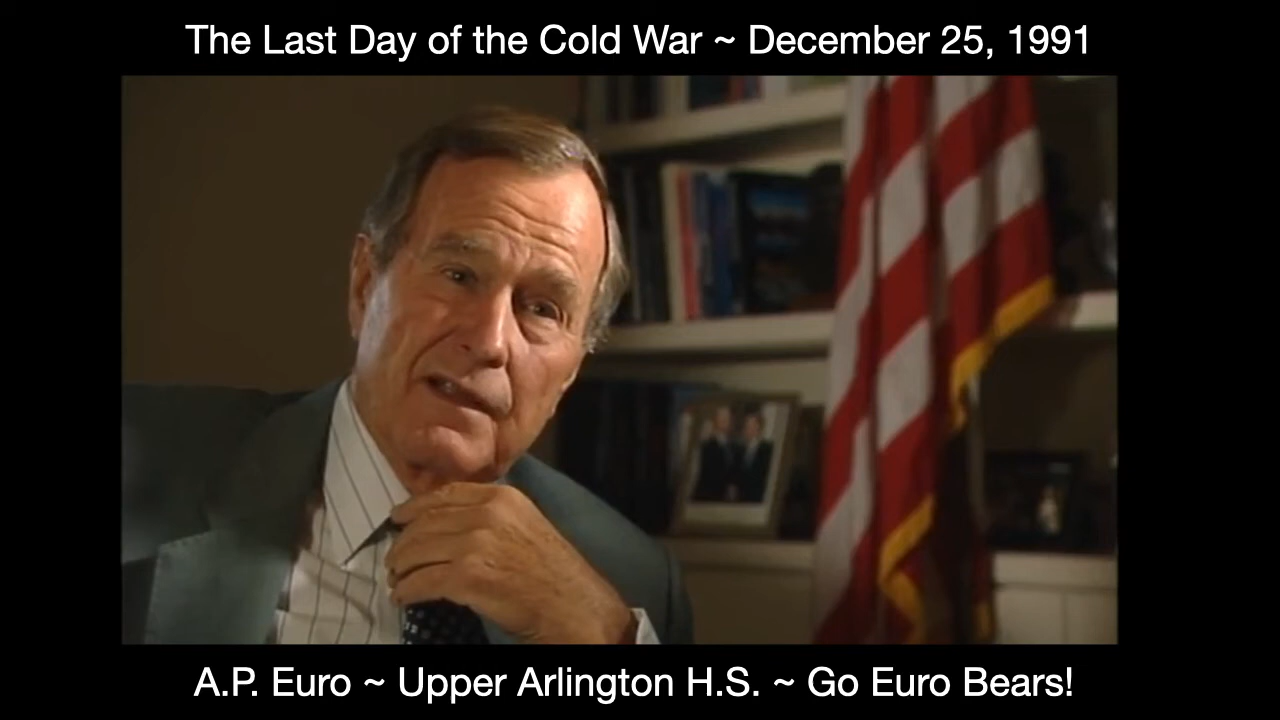 The Last Day of the Cold War ~ December 25, 1991
A.P. Euro ~ Upper Arlington H.S. ~ Go Euro Bears!